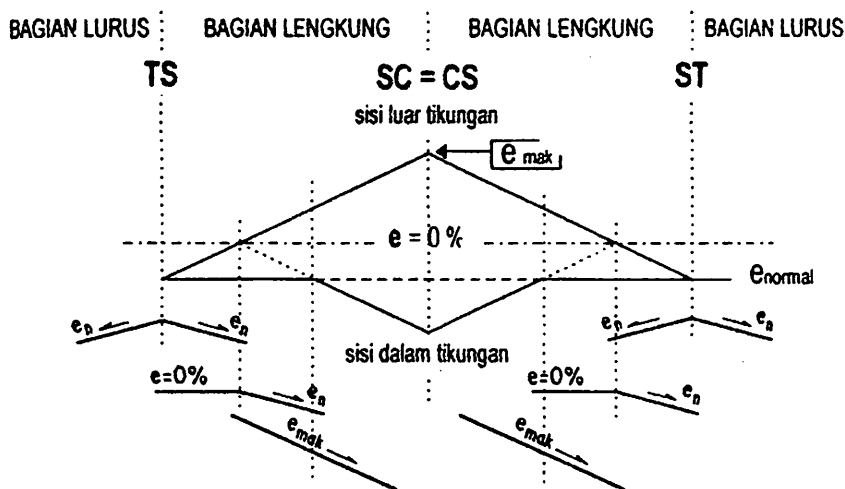 BAGIAN LURUS BAGIAN LENGKUNG BAGIAN LENGKUNG BAGIAN LURUS
TS SC = CS ST
sisi luar tikungan
e mak
e = 0 %
enormal
en en en en
sisi dalam tikungan
e=0% en e=0% en
emak emak